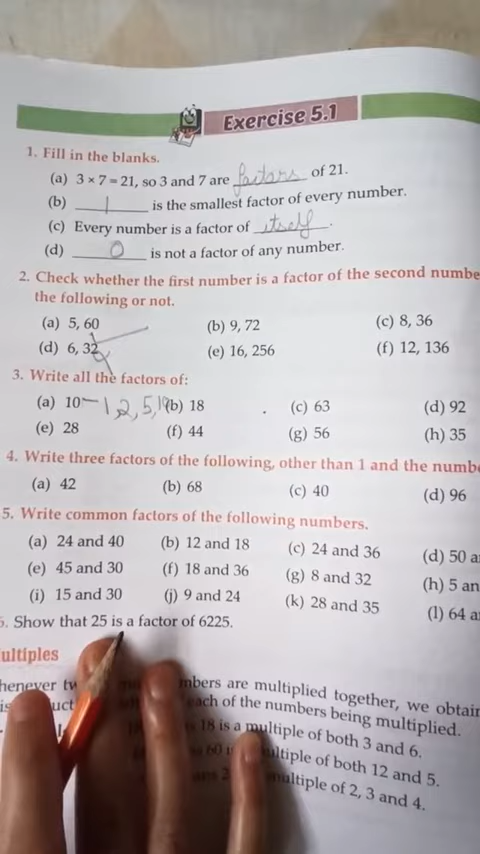 Exercise 5.1
1. Fill in the blanks.
(a) 3 × 7 = 21, so 3 and 7 are factors of 21.
(b) 1 is the smallest factor of every number.
(c) Every number is a factor of itself.
(d) 0 is not a factor of any number.
2. Check whether the first number is a factor of the second numbe
the following or not.
(a) 5, 60 (b) 9, 72 (c) 8, 36
(d) 6, 32 (e) 16, 256 (f) 12, 136
3. Write all the factors of:
(a) 10 – 1, 2, 5, (b) 18 (c) 63 (d) 92
(e) 28 (f) 44 (g) 56 (h) 35
4. Write three factors of the following, other than 1 and the numbe
(a) 42 (b) 68 (c) 40 (d) 96
5. Write common factors of the following numbers.
(a) 24 and 40 (b) 12 and 18 (c) 24 and 36 (d) 50 a
(e) 45 and 30 (f) 18 and 36 (g) 8 and 32 (h) 5 an
(i) 15 and 30 (j) 9 and 24 (k) 28 and 35 (l) 64 a
6. Show that 25 is a factor of 6225.
ultiples
henever tw mbers are multiplied together, we obtain
is uct each of the numbers being multiplied.
18 is a multiple of both 3 and 6.
60 multiple of both 12 and 5.
multiple of 2, 3 and 4.